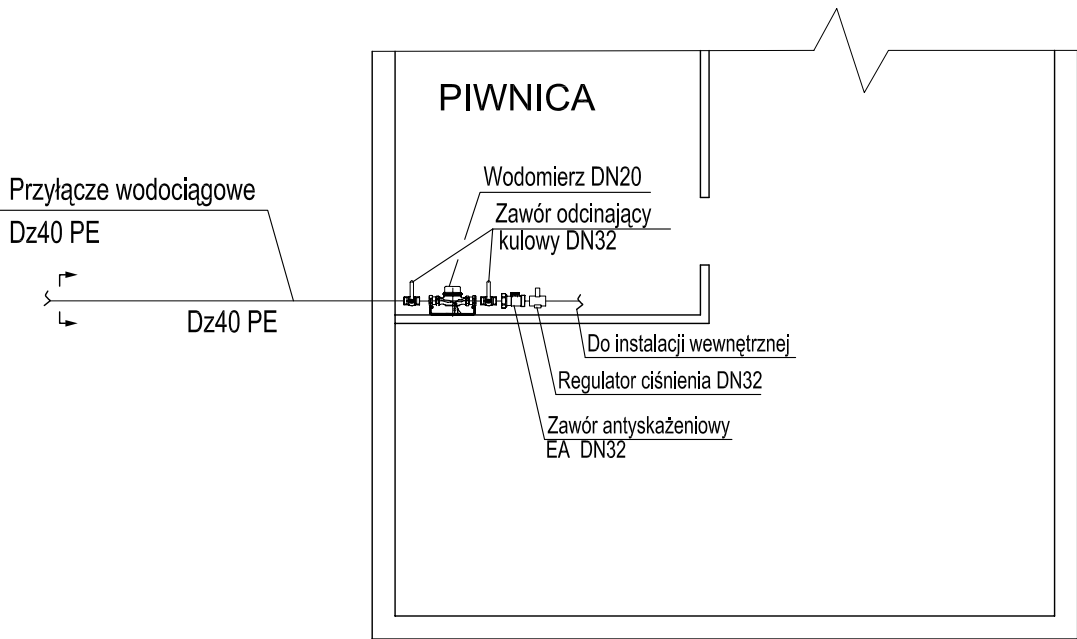 PIWNICA
Przyłącze wodociągowe
Dz40 PE
Wodomierz DN20
Zawór odcinający
kulowy DN32
Dz40 PE
Do instalacji wewnętrznej
Regulator ciśnienia DN32
Zawór antyskażeniowy
EA DN32